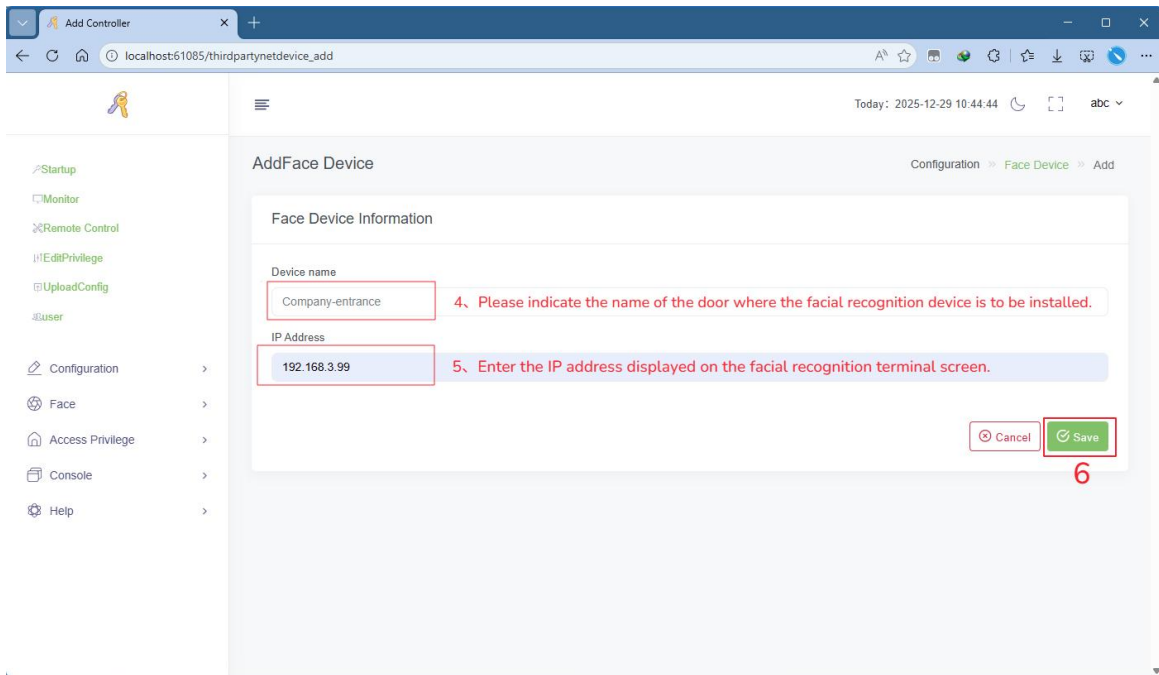 Add Controller
localhost:61085/thirdpartynetdevice_add
Today：2025-12-29 10:44:44
abc
Startup
Monitor
Remote Control
EditPrivilege
UploadConfig
user
Configuration
Face
Access Privilege
Console
Help
AddFace Device
Configuration » Face Device » Add
Face Device Information
Device name
Company-entrance
4、Please indicate the name of the door where the facial recognition device is to be installed.
IP Address
192.168.3.99
5、Enter the IP address displayed on the facial recognition terminal screen.
Cancel
Save
6